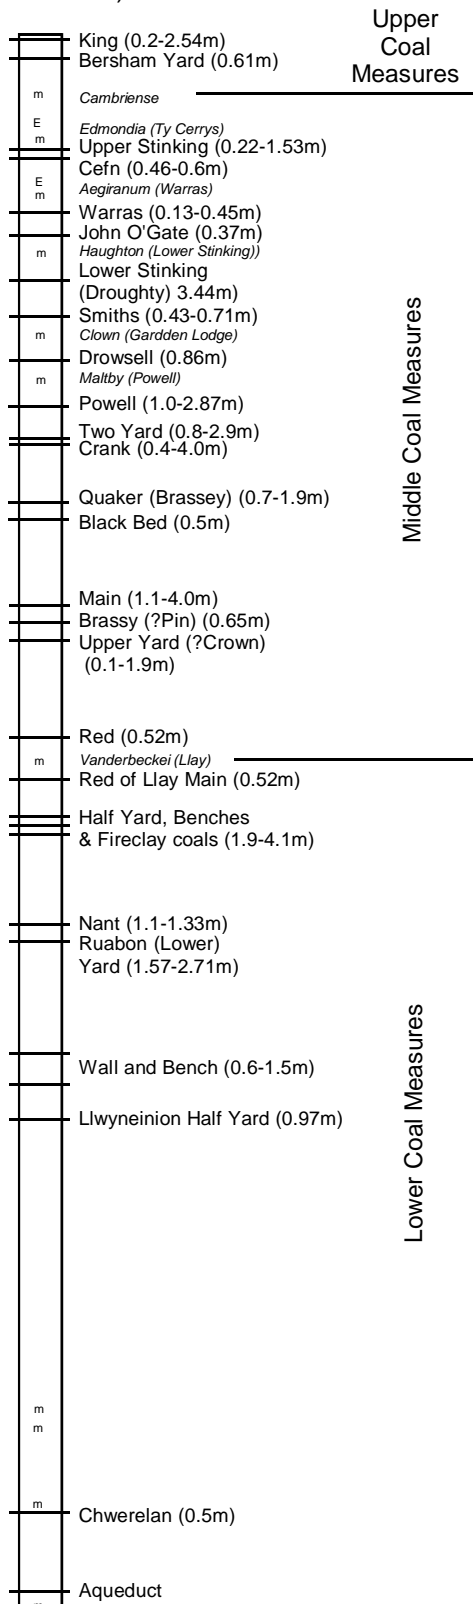 Upper
Coal
Measures
King (0.2-2.54m)
Bersham Yard (0.61m)
m Cambriense
E Edmondia (Ty Cerrys)
m
Upper Stinking (0.22-1.53m)
Cefn (0.46-0.6m)
E
m Aegiranum (Warras)
Warras (0.13-0.45m)
John O'Gate (0.37m)
m Haughton (Lower Stinking))
Lower Stinking
(Droughty) 3.44m)
Smiths (0.43-0.71m)
m Clown (Gardden Lodge)
Drowsell (0.86m)
m Maltby (Powell)
Powell (1.0-2.87m)
Two Yard (0.8-2.9m)
Crank (0.4-4.0m)
Quaker (Brassey) (0.7-1.9m)
Black Bed (0.5m)
Main (1.1-4.0m)
Brassy (?Pin) (0.65m)
Upper Yard (?Crown)
(0.1-1.9m)
Middle Coal Measures
Red (0.52m)
m Vanderbeckei (Llay)
Red of Llay Main (0.52m)
Half Yard, Benches
& Fireclay coals (1.9-4.1m)
Nant (1.1-1.33m)
Ruabon (Lower)
Yard (1.57-2.71m)
Wall and Bench (0.6-1.5m)
Llwyneinion Half Yard (0.97m)
Lower Coal Measures
m
m
m
Chwerelan (0.5m)
Aqueduct